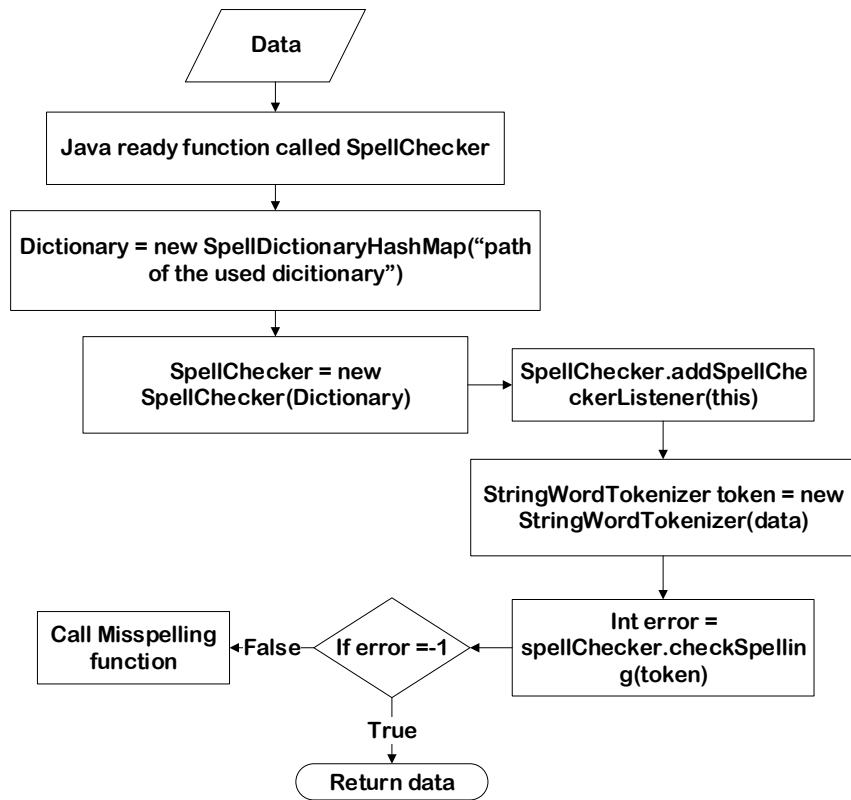 Data
Java ready function called SpellChecker
Dictionary = new SpellDictionaryHashMap(“path
of the used dicitionary”)
SpellChecker = new
SpellChecker(Dictionary)
SpellChecker.addSpellChe
ckerListener(this)
StringWordTokenizer token = new
StringWordTokenizer(data)
Int error =
spellChecker.checkSpellin
g(token)
If error =-1
False
Call Misspelling
function
True
Return data